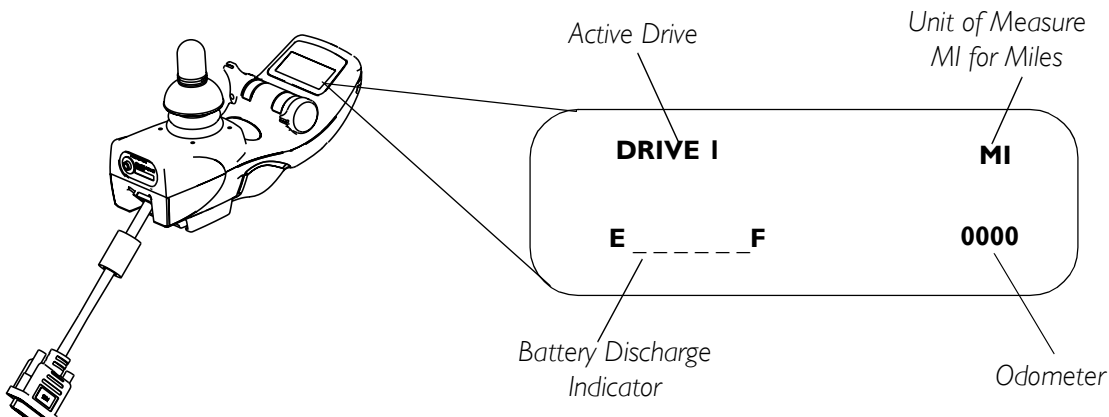 Active Drive
Unit of Measure
MI for Miles
DRIVE 1
MI
E _ _ _ _ _ _ F
0000
Battery Discharge
Indicator
Odometer